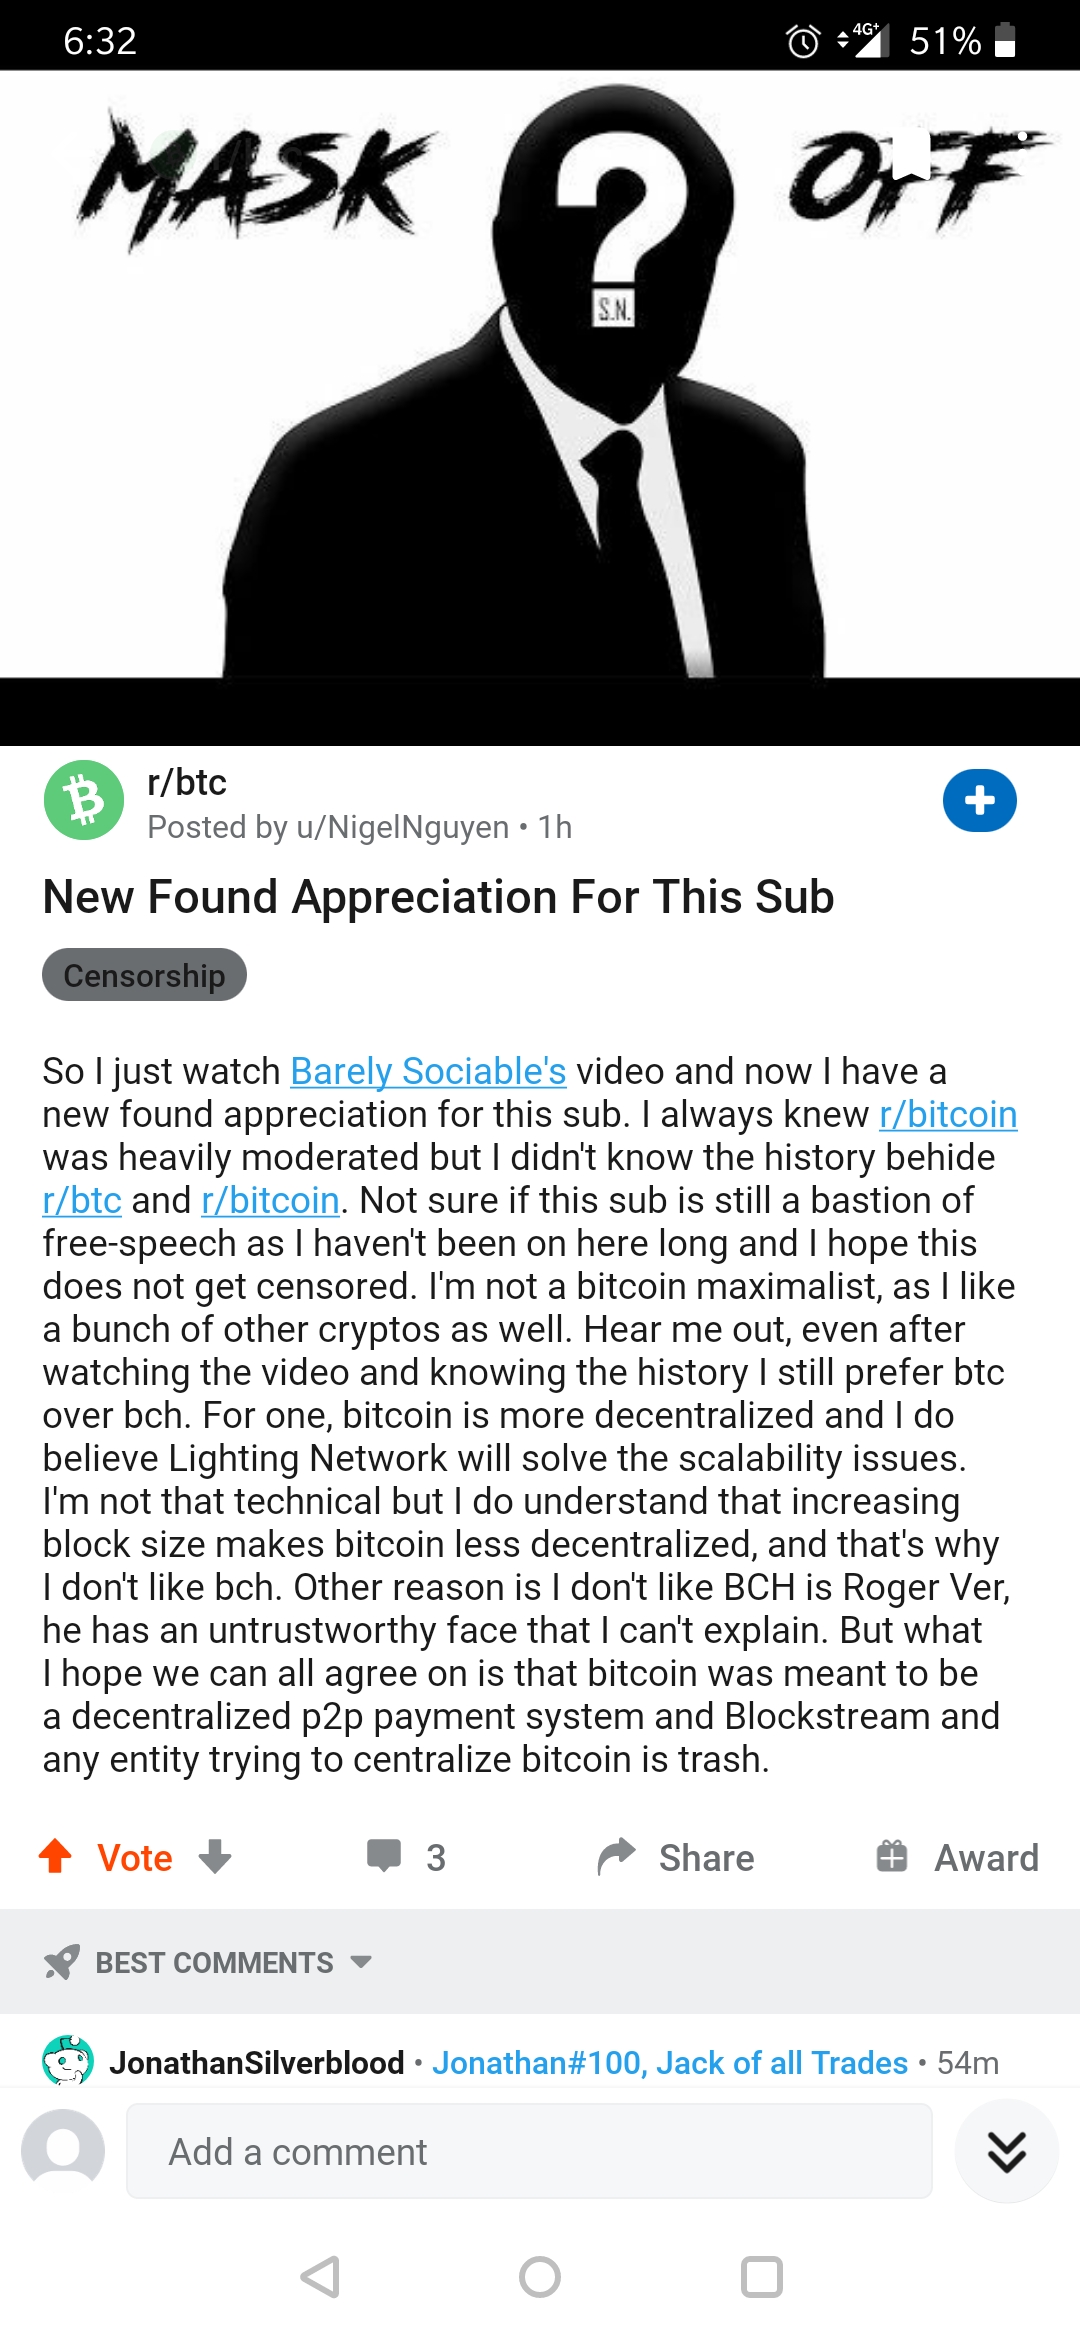 6:32
4G+
51%
MASK
OFF
?
S.N.
r/btc
Posted by u/NigelNguyen • 1h
New Found Appreciation For This Sub
Censorship
So I just watch Barely Sociable's video and now I have a
new found appreciation for this sub. I always knew r/bitcoin
was heavily moderated but I didn't know the history behide
r/btc and r/bitcoin. Not sure if this sub is still a bastion of
free-speech as I haven't been on here long and I hope this
does not get censored. I'm not a bitcoin maximalist, as I like
a bunch of other cryptos as well. Hear me out, even after
watching the video and knowing the history I still prefer btc
over bch. For one, bitcoin is more decentralized and I do
believe Lighting Network will solve the scalability issues.
I'm not that technical but I do understand that increasing
block size makes bitcoin less decentralized, and that's why
I don't like bch. Other reason is I don't like BCH is Roger Ver,
he has an untrustworthy face that I can't explain. But what
I hope we can all agree on is that bitcoin was meant to be
a decentralized p2p payment system and Blockstream and
any entity trying to centralize bitcoin is trash.
Vote
3
Share
Award
BEST COMMENTS
JonathanSilverblood • Jonathan#100, Jack of all Trades • 54m
Add a comment